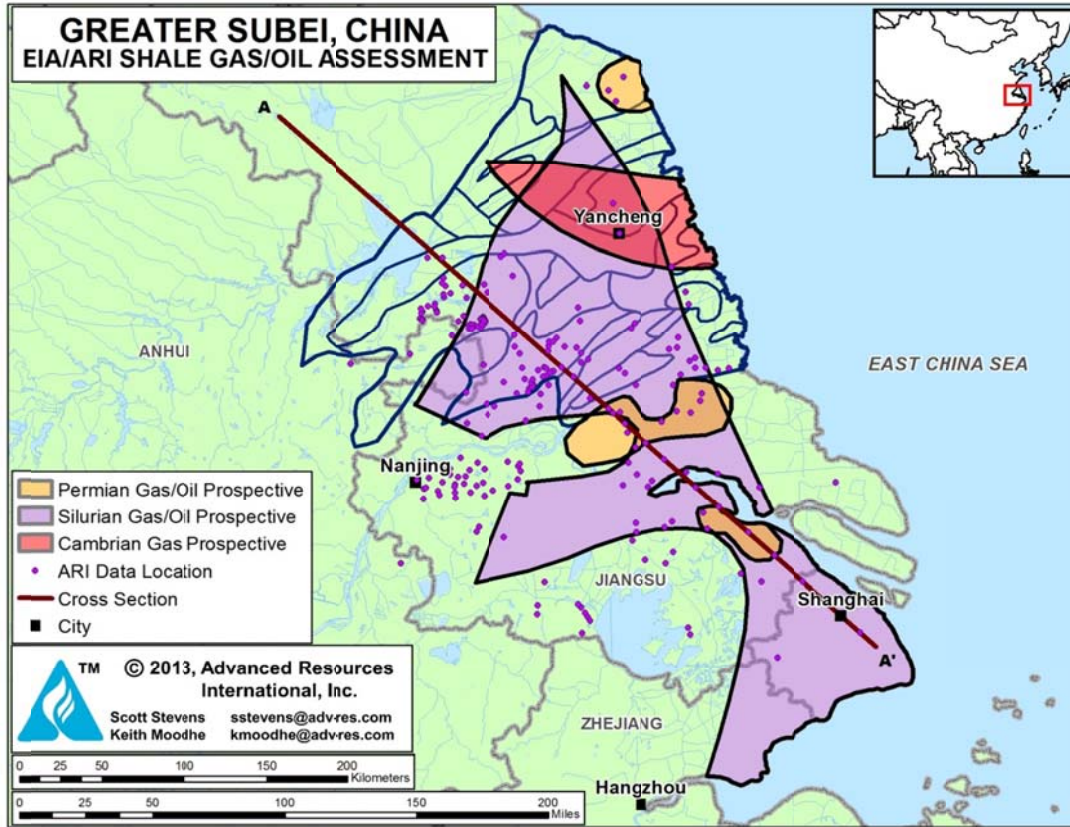 GREATER SUBEI, CHINA
EIA/ARI SHALE GAS/OIL ASSESSMENT
A
Yancheng
ANHUI
EAST CHINA SEA
Nanjing
Permian Gas/Oil Prospective
Silurian Gas/Oil Prospective
Cambrian Gas Prospective
ARI Data Location
Cross Section
City
JIANGSU
Shanghai
A'
TM
© 2013, Advanced Resources
International, Inc.
Scott Stevens sstevens@adv-res.com
Keith Moodhe kmoodhe@adv-res.com
ZHEJIANG
Hangzhou
0 25 50 100 150 200
Kilometers
0 25 50 100 150 200
Miles